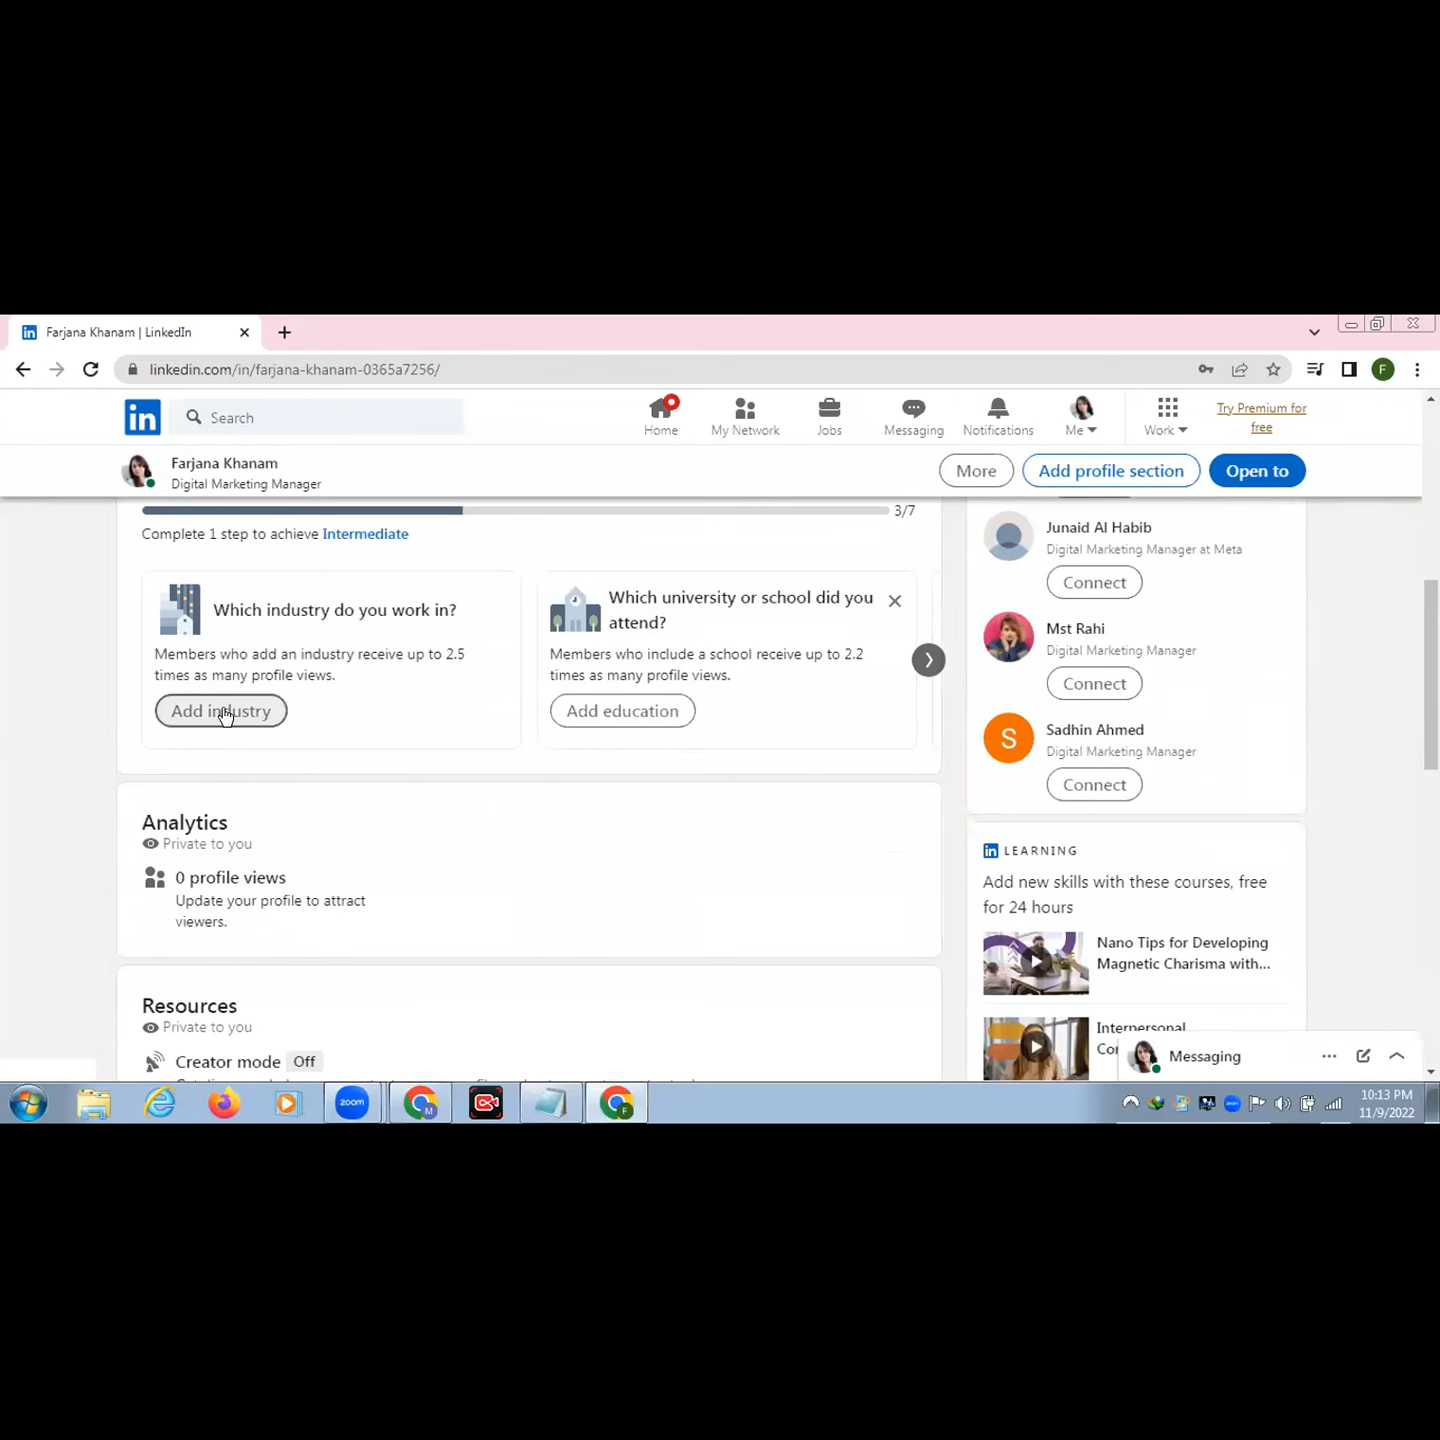 Farjana Khanam | LinkedIn
linkedin.com/in/farjana-khanam-0365a7256/
F
in
Search
Home
My Network
Jobs
Messaging
Notifications
Me
Work
Try Premium for
free
Farjana Khanam
Digital Marketing Manager
More
Add profile section
Open to
3/7
Complete 1 step to achieve Intermediate
Which industry do you work in?
Members who add an industry receive up to 2.5
times as many profile views.
Add industry
Which university or school did you
attend?
Members who include a school receive up to 2.2
times as many profile views.
Add education
Analytics
Private to you
0 profile views
Update your profile to attract
viewers.
Resources
Private to you
Creator mode Off
Junaid Al Habib
Digital Marketing Manager at Meta
Connect
Mst Rahi
Digital Marketing Manager
Connect
S
Sadhin Ahmed
Digital Marketing Manager
Connect
in LEARNING
Add new skills with these courses, free
for 24 hours
Nano Tips for Developing
Magnetic Charisma with...
Interpersonal
Messaging
zoom
M
F
10:13 PM
11/9/2022